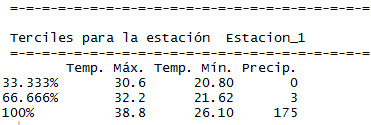 =-=-=-=-=-=-=-=-=-=-=-=-=-=-=-=-=-=-=-=-=
Terciles para la estación  Estacion_1
=-=-=-=-=-=-=-=-=-=-=-=-=-=-=-=-=-=-=-=-=
Temp. Máx. Temp. Mín. Precip.
33.333% 30.6 20.80 0
66.666% 32.2 21.62 3
100% 38.8 26.10 175